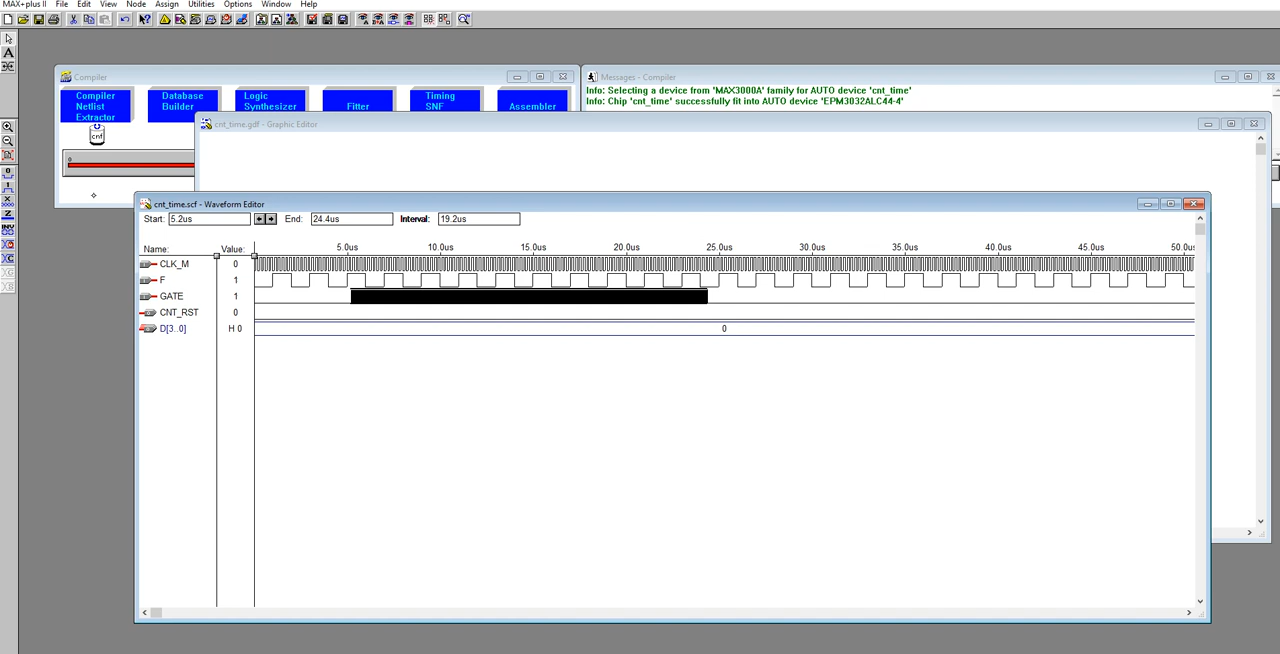 MAX+plus II File Edit View Node Assign Utilities Options Window Help
Compiler
Messages - Compiler
Compiler Netlist Extractor
Database Builder
Logic Synthesizer
Fitter
Timing SNF
Assembler
cnf
0
Info: Selecting a device from 'MAX3000A' family for AUTO device 'cnt_time'
Info: Chip 'cnt_time' successfully fit into AUTO device 'EPM3032ALC44-4'
cnt_time.gdf - Graphic Editor
cnt_time.scf - Waveform Editor
Start: 5.2us End: 24.4us Interval: 19.2us
Name: Value: 5.0us 10.0us 15.0us 20.0us 25.0us 30.0us 35.0us 40.0us 45.0us 50.0us
CLK_M 0
F 1
GATE 1
CNT_RST 0
D[3..0] H 0 0